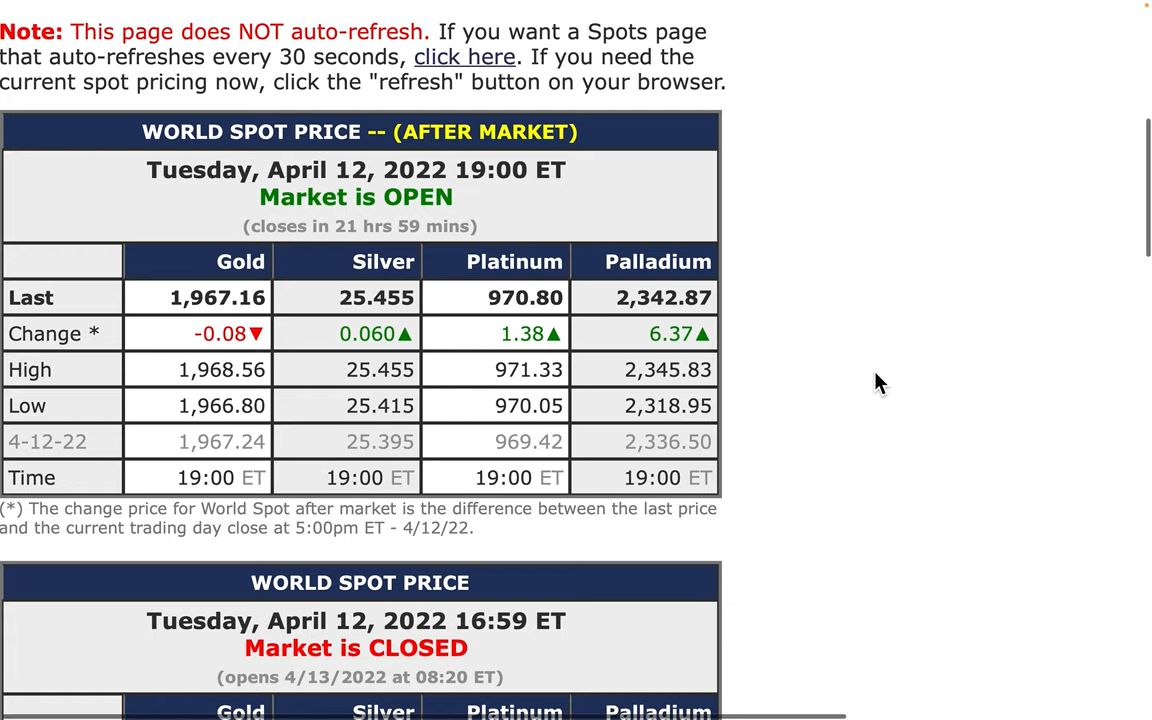 Note: This page does NOT auto-refresh. If you want a Spots page
that auto-refreshes every 30 seconds, click here. If you need the
current spot pricing now, click the "refresh" button on your browser.
WORLD SPOT PRICE -- (AFTER MARKET)
Tuesday, April 12, 2022 19:00 ET
Market is OPEN
(closes in 21 hrs 59 mins)
Gold Silver Platinum Palladium
Last 1,967.16 25.455 970.80 2,342.87
Change * -0.08▼ 0.060▲ 1.38▲ 6.37▲
High 1,968.56 25.455 971.33 2,345.83
Low 1,966.80 25.415 970.05 2,318.95
4-12-22 1,967.24 25.395 969.42 2,336.50
Time 19:00 ET 19:00 ET 19:00 ET 19:00 ET
(*) The change price for World Spot after market is the difference between the last price
and the current trading day close at 5:00pm ET - 4/12/22.
WORLD SPOT PRICE
Tuesday, April 12, 2022 16:59 ET
Market is CLOSED
(opens 4/13/2022 at 08:20 ET)
Gold Silver Platinum Palladium